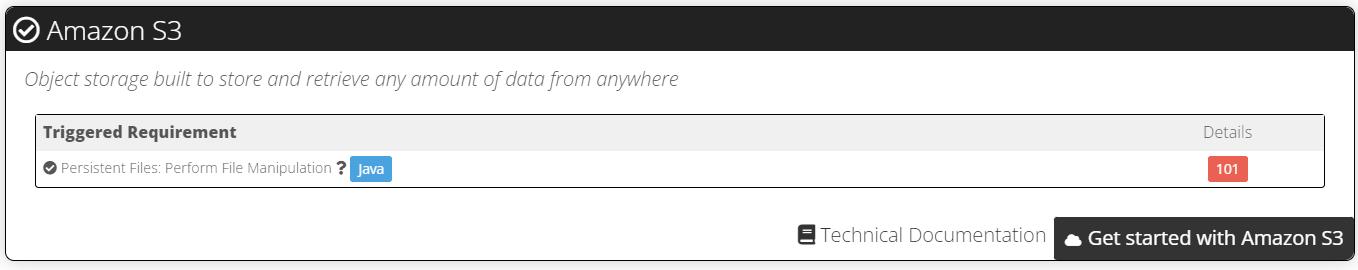 Amazon S3
Object storage built to store and retrieve any amount of data from anywhere
Triggered Requirement Details
Persistent Files: Perform File Manipulation ? Java 101
Technical Documentation Get started with Amazon S3